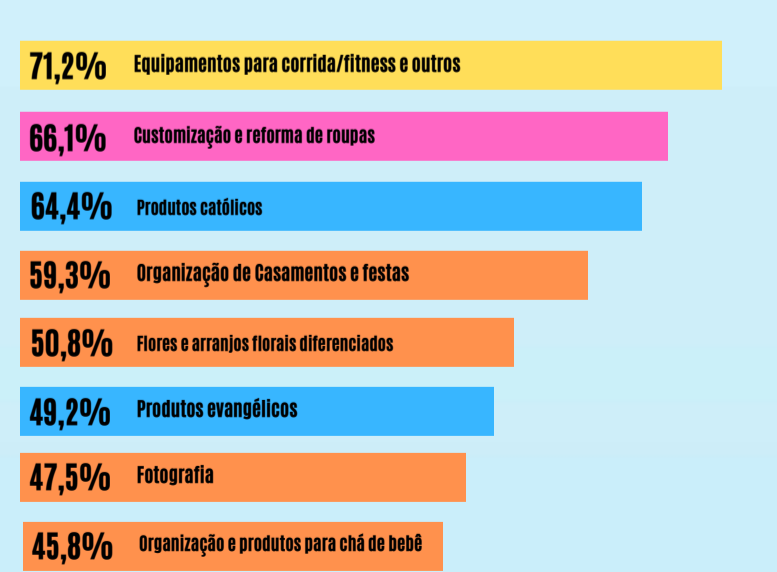 71,2% Equipamentos para corrida/fitness e outros
66,1% Customização e reforma de roupas
64,4% Produtos católicos
59,3% Organização de Casamentos e festas
50,8% Flores e arranjos florais diferenciados
49,2% Produtos evangélicos
47,5% Fotografia
45,8% Organização e produtos para chá de bebê